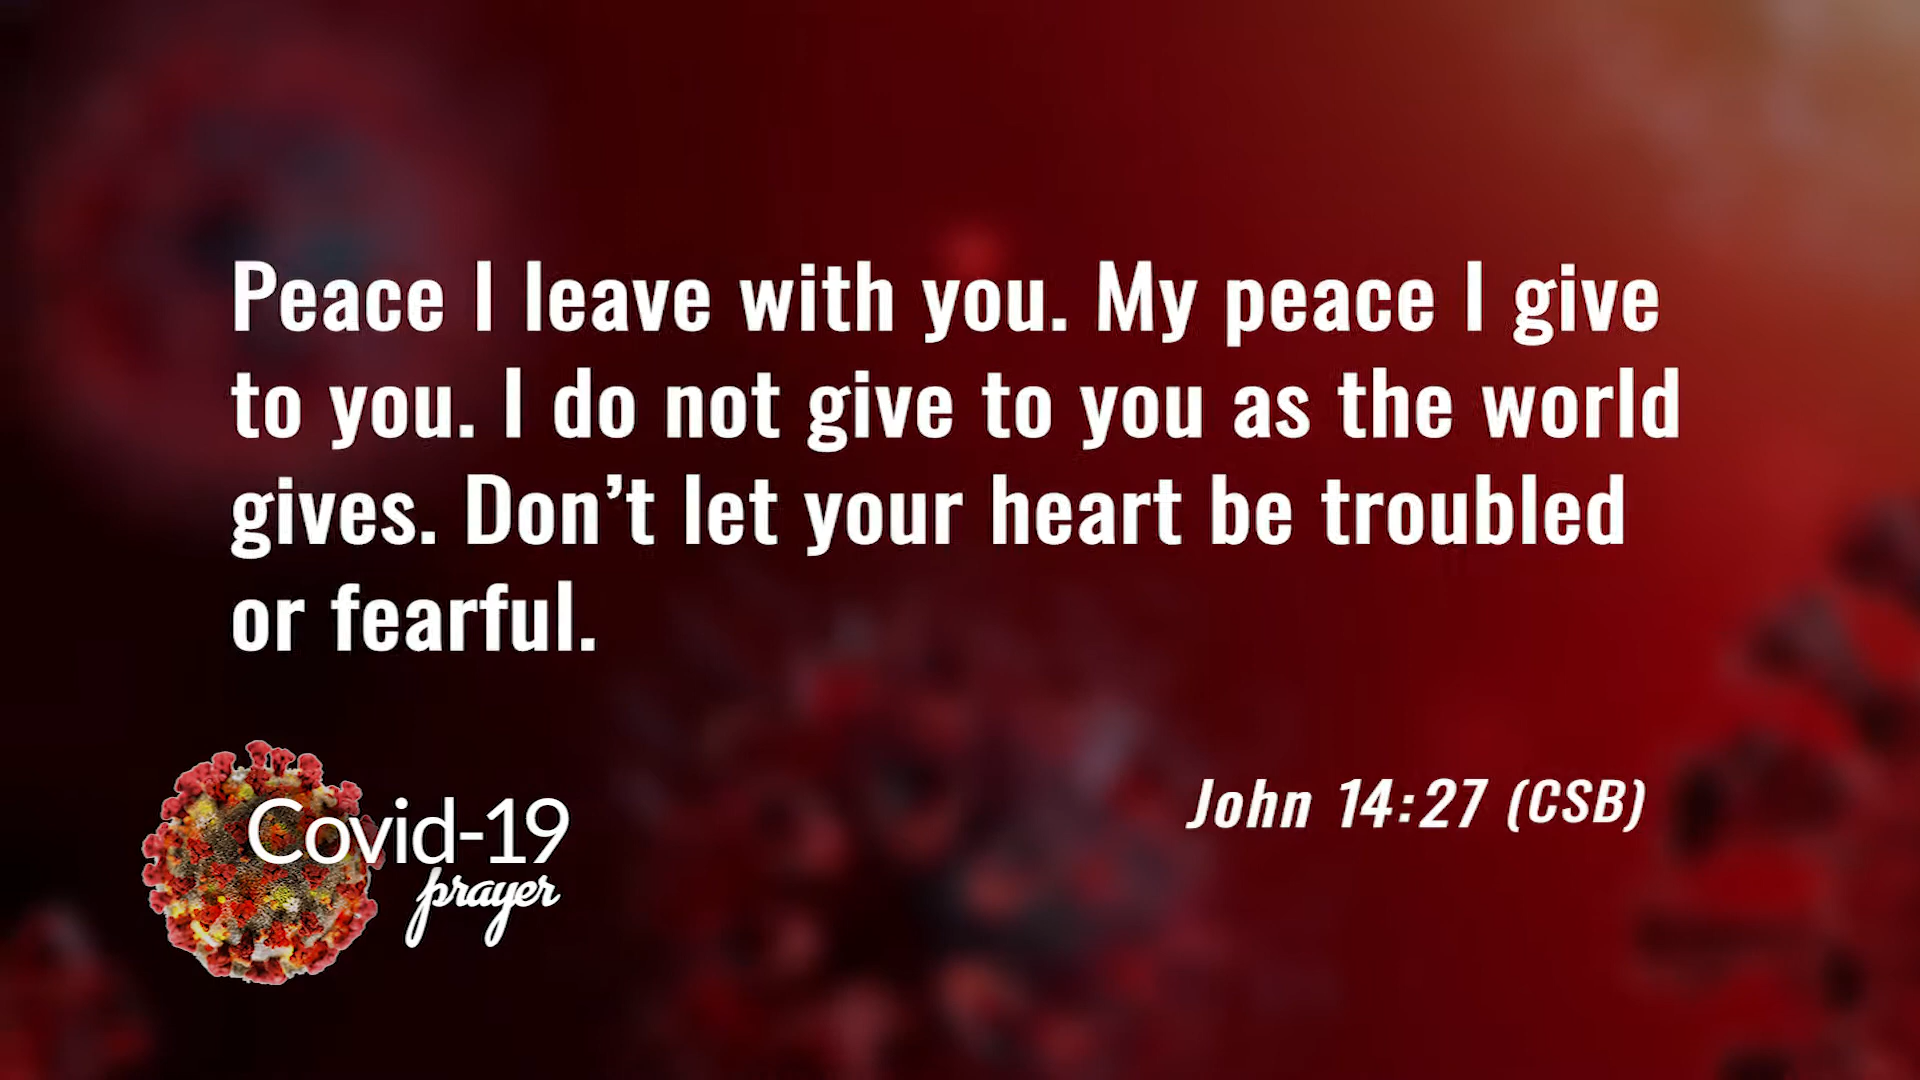 Peace I leave with you. My peace I give
to you. I do not give to you as the world
gives. Don’t let your heart be troubled
or fearful.
John 14:27 (CSB)
Covid-19
prayer